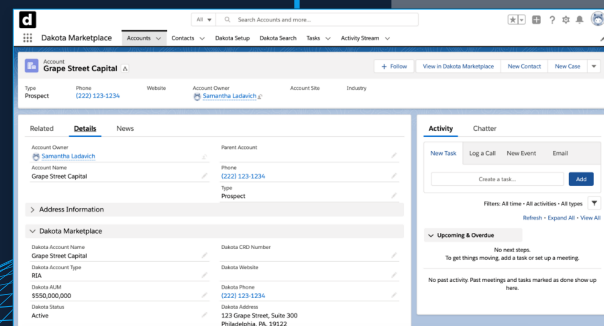 d
All
Search Accounts and more...
Dakota Marketplace
Accounts
Contacts
Dakota Setup
Dakota Search
Tasks
Activity Stream
Account
Grape Street Capital
+ Follow
View in Dakota Marketplace
New Contact
New Case
Type
Prospect
Phone
(222) 123-1234
Website
Account Owner
Samantha Ladavich
Account Site
Industry
Related
Details
News
Account Owner
Samantha Ladavich
Parent Account
Account Name
Grape Street Capital
Phone
(222) 123-1234
Type
Prospect
Address Information
Dakota Marketplace
Dakota Account Name
Grape Street Capital
Dakota CRD Number
Dakota Account Type
RIA
Dakota Website
Dakota AUM
$550,000,000
Dakota Phone
(222) 123-1234
Dakota Status
Active
Dakota Address
123 Grape Street, Suite 300
Philadelphia, PA, 19122
Activity
Chatter
New Task
Log a Call
New Event
Email
Create a task...
Add
Filters: All time • All activities • All types
Refresh • Expand All • View All
Upcoming & Overdue
No next steps.
To get things moving, add a task or set up a meeting.
No past activity. Past meetings and tasks marked as done show up
here.